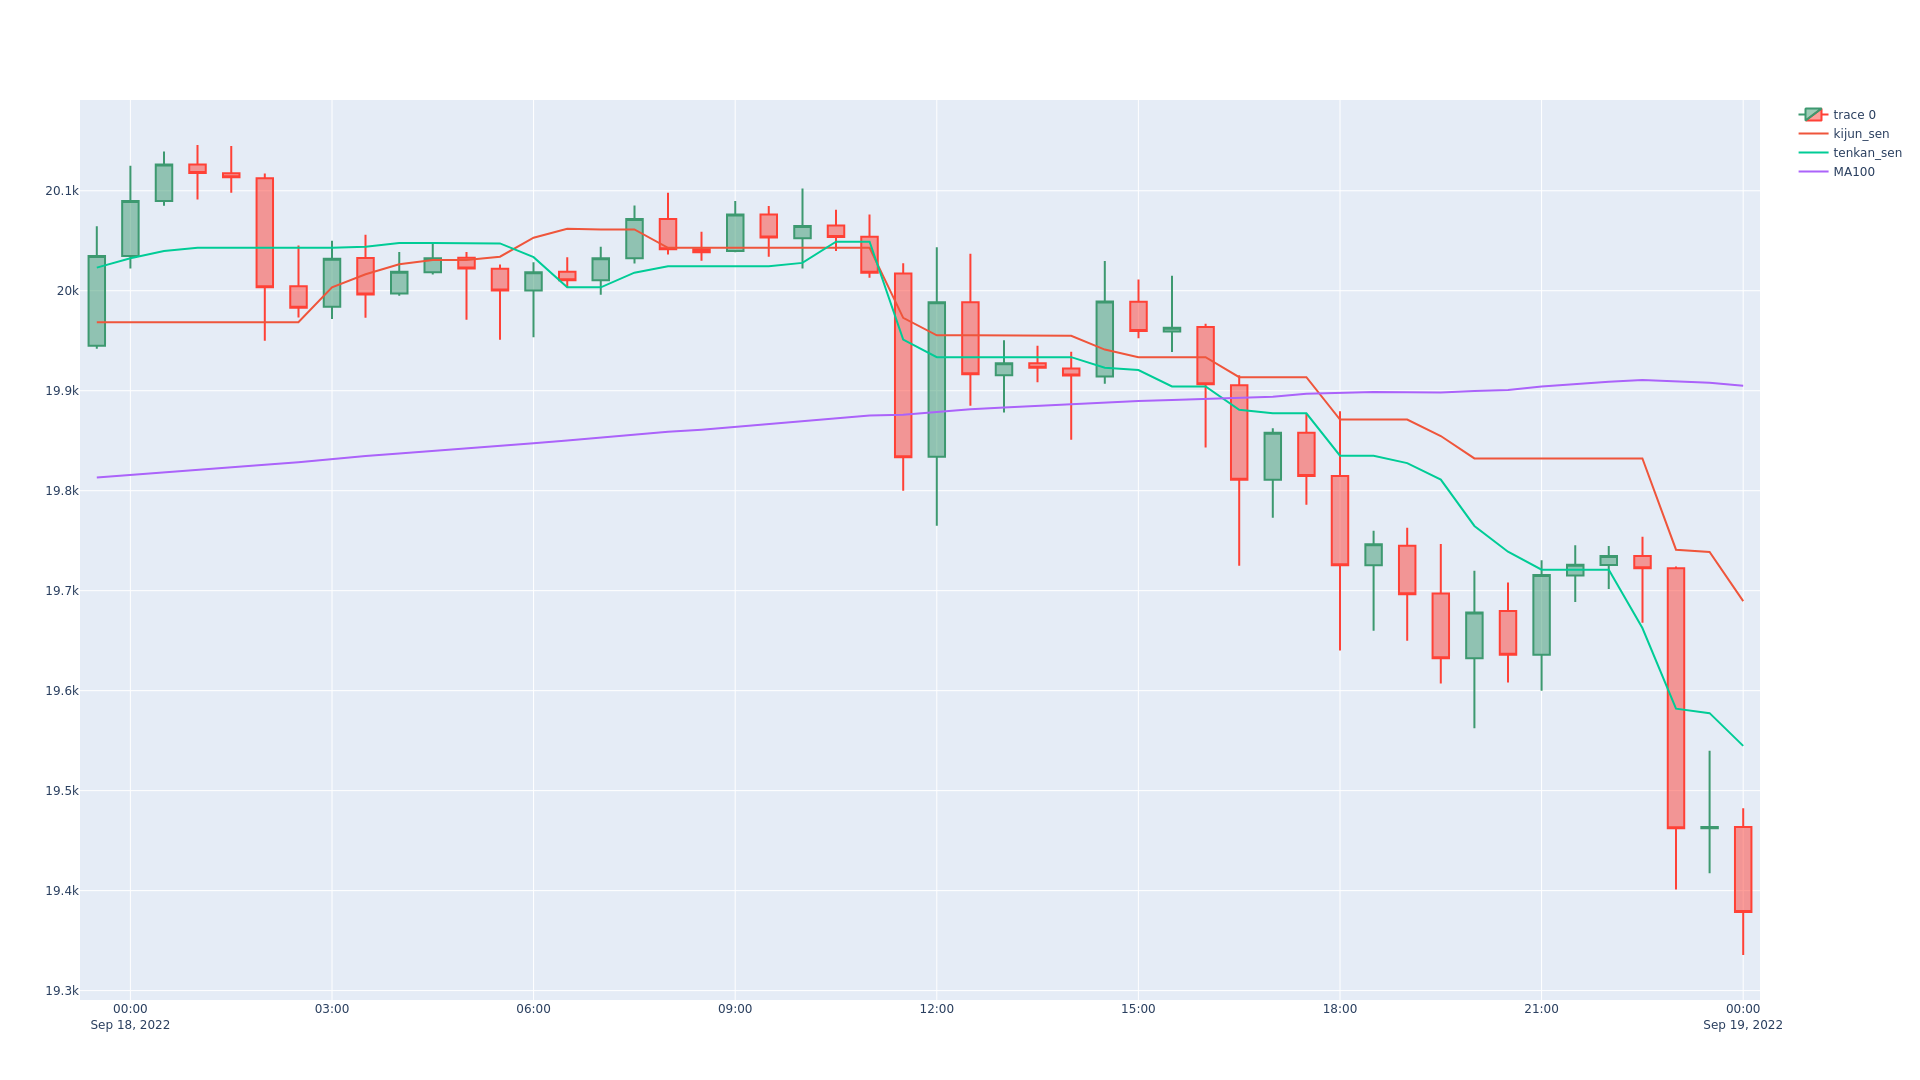 trace 0
kijun_sen
tenkan_sen
MA100
20.1k
20k
19.9k
19.8k
19.7k
19.6k
19.5k
19.4k
19.3k
00:00 03:00 06:00 09:00 12:00 15:00 18:00 21:00 00:00
Sep 18, 2022 Sep 19, 2022